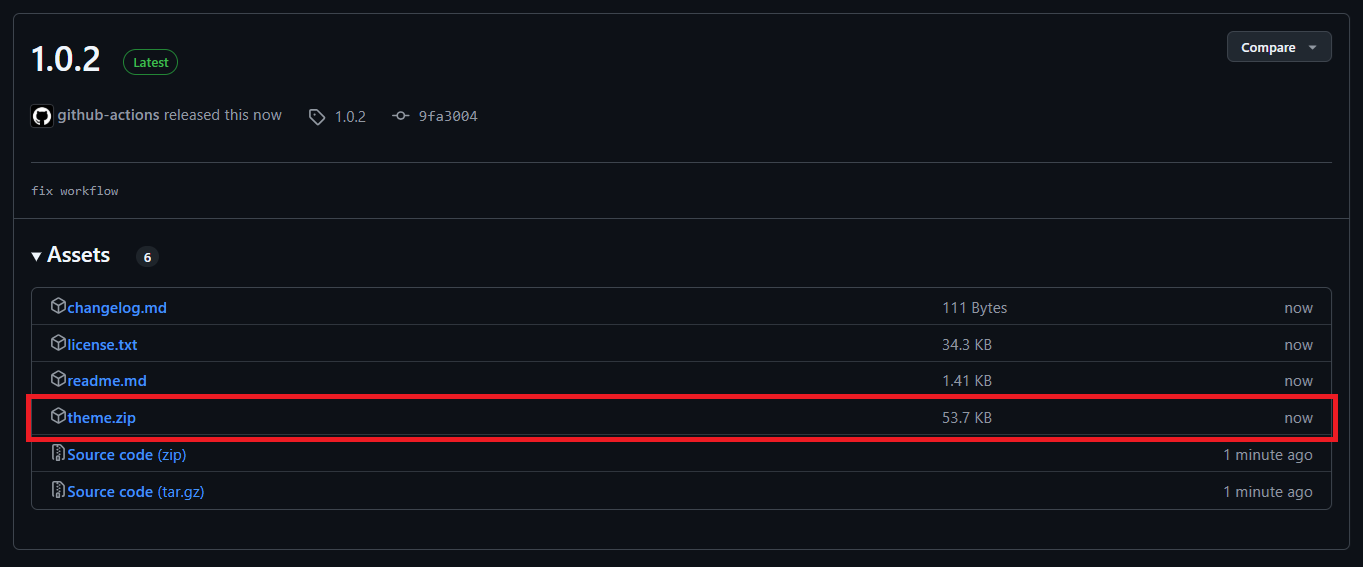 1.0.2 Latest Compare
github-actions released this now 1.0.2 9fa3004
fix workflow
Assets 6
changelog.md 111 Bytes now
license.txt 34.3 KB now
readme.md 1.41 KB now
theme.zip 53.7 KB now
Source code (zip) 1 minute ago
Source code (tar.gz) 1 minute ago